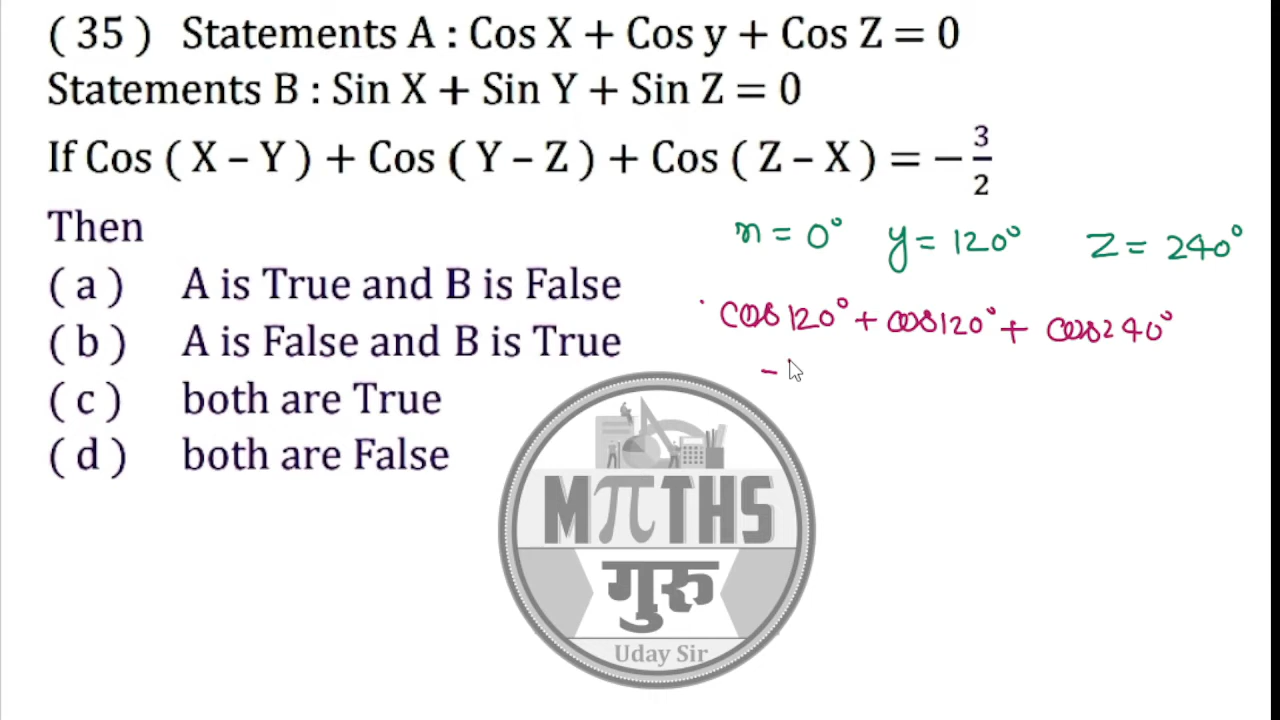 ( 35 ) Statements A : Cos X + Cos y + Cos Z = 0
Statements B : Sin X + Sin Y + Sin Z = 0
If Cos ( X – Y ) + Cos ( Y – Z ) + Cos ( Z – X ) = – 3/2
Then
x = 0° y = 120° Z = 240°
( a ) A is True and B is False
cos 120° + cos 120° + cos 240°
( b ) A is False and B is True
–
( c ) both are True
( d ) both are False
MπTHS
गुरु
Uday Sir